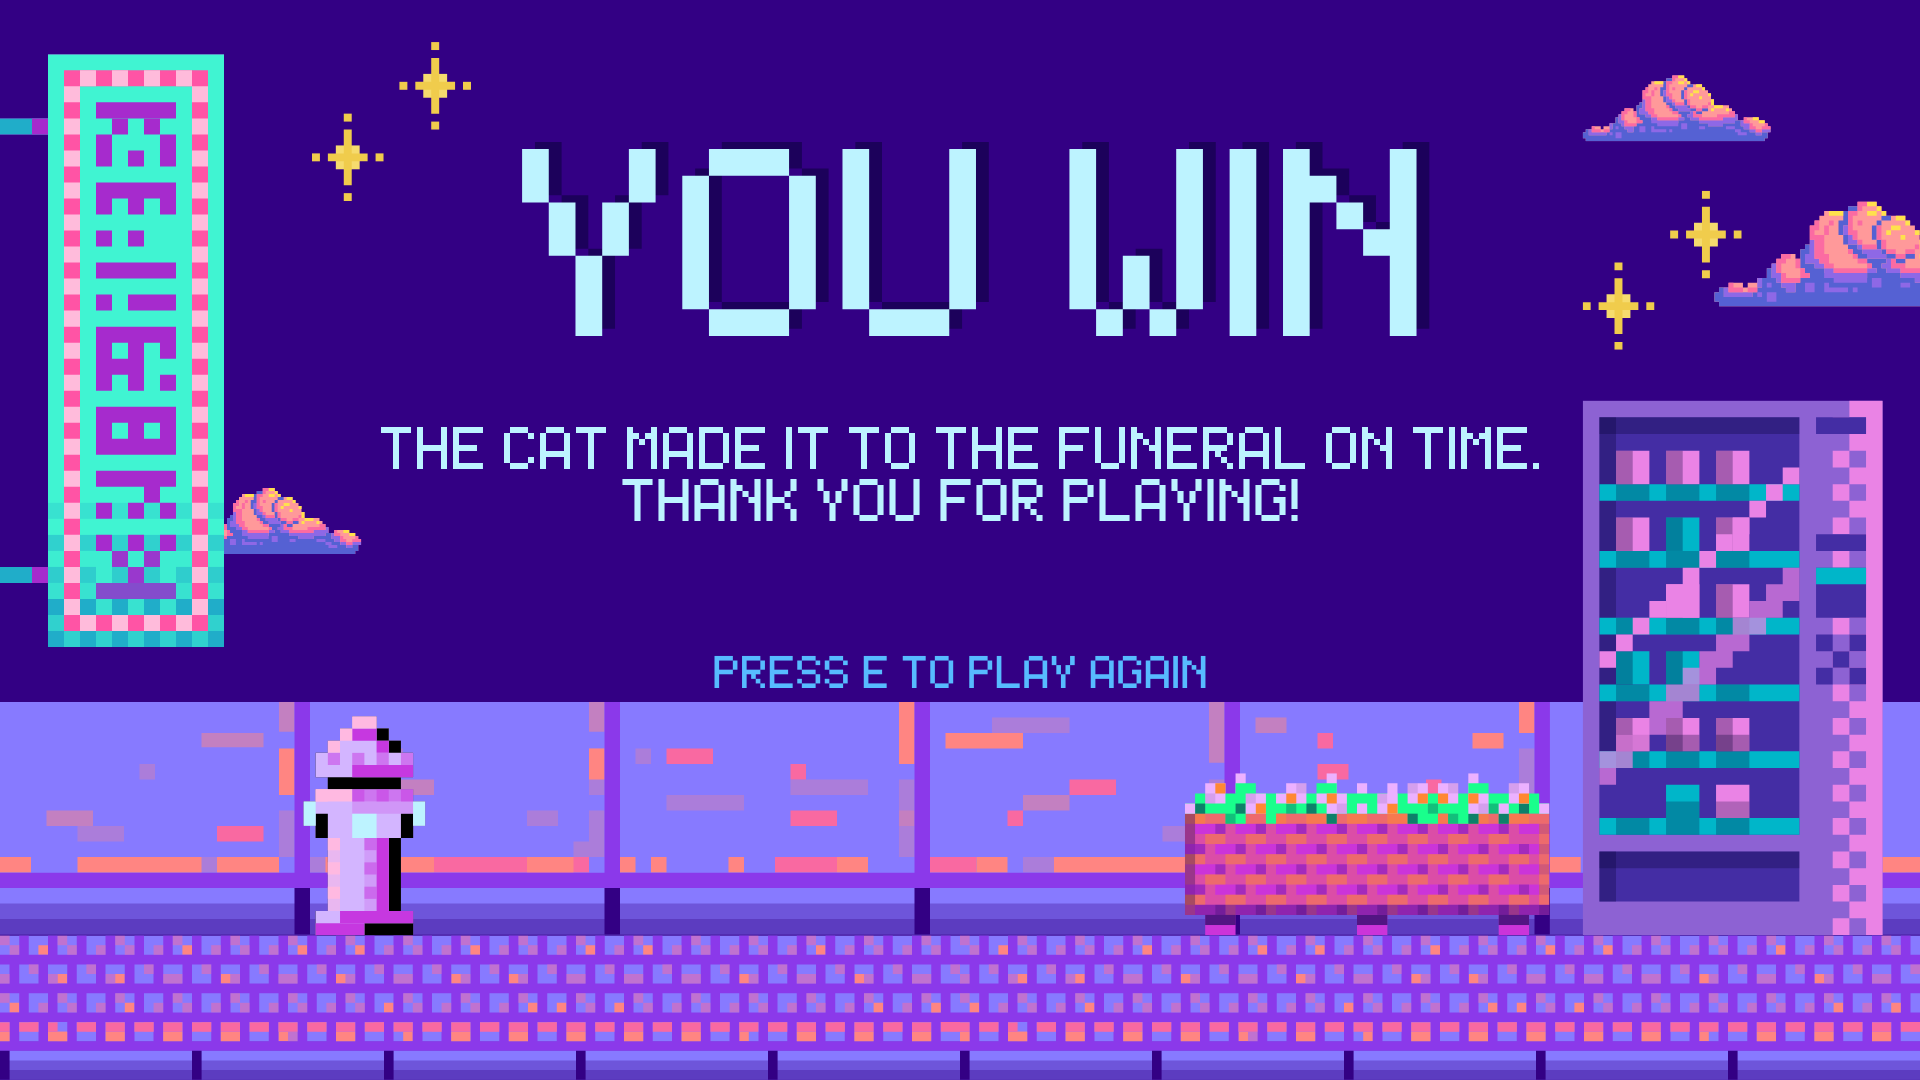 YOU WIN
THE CAT MADE IT TO THE FUNERAL ON TIME.
THANK YOU FOR PLAYING!
PRESS E TO PLAY AGAIN